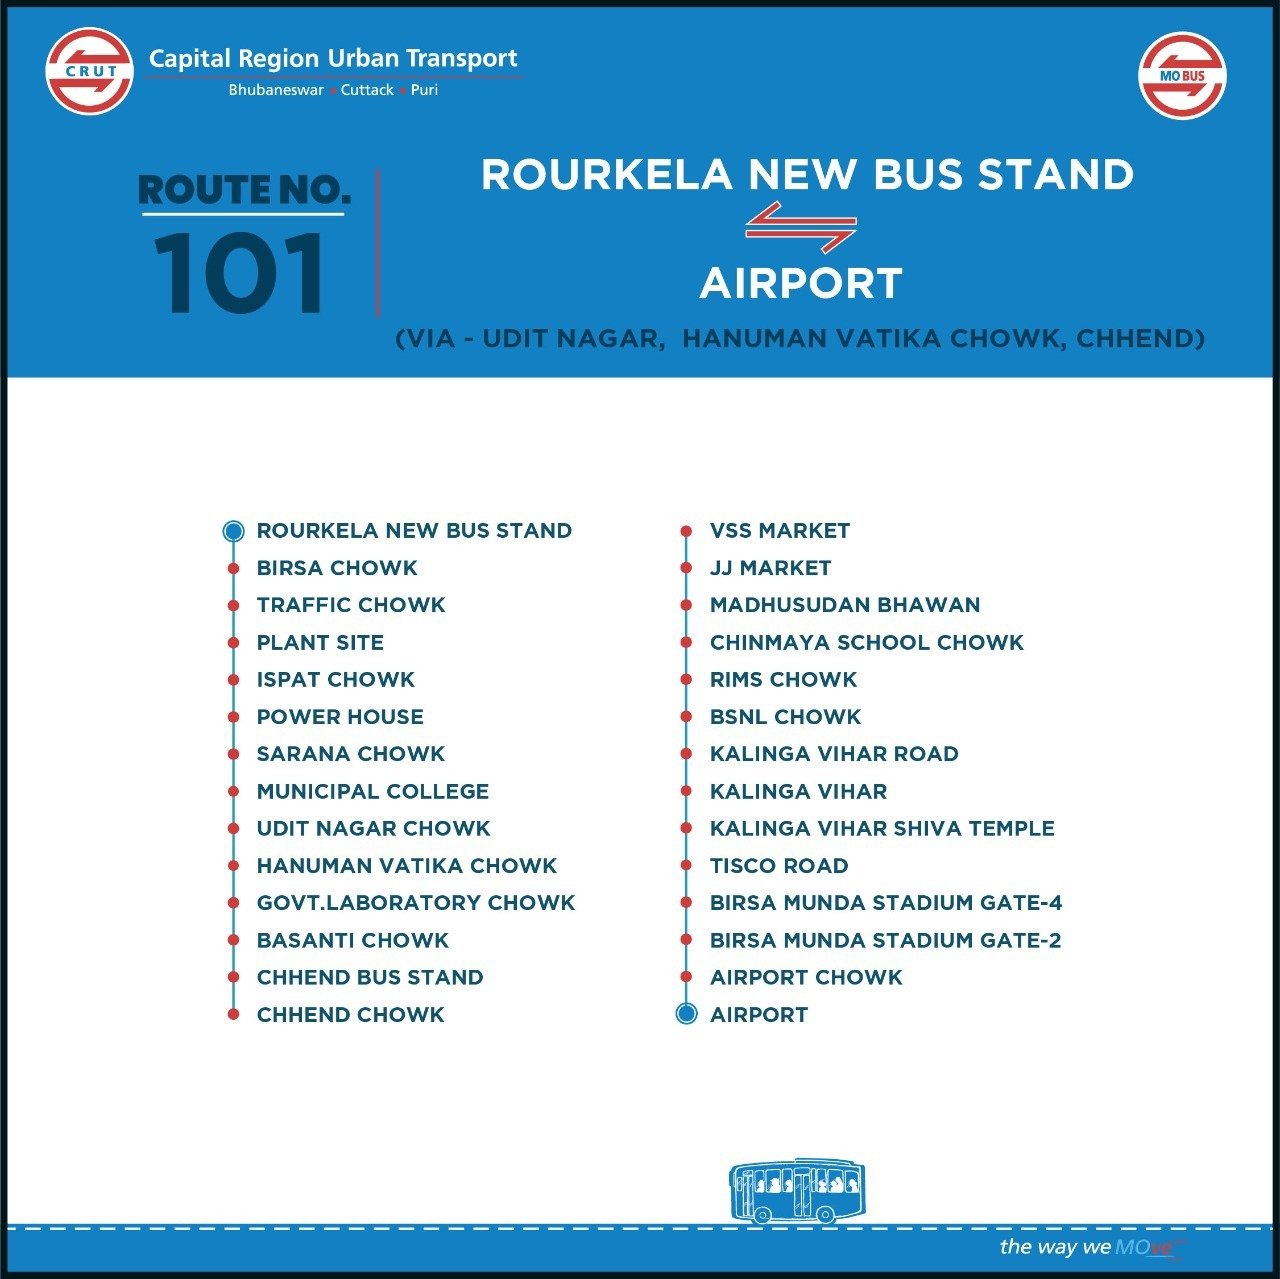 CRUT
Capital Region Urban Transport
Bhubaneswar • Cuttack • Puri
MO BUS
ROUTE NO.
101
ROURKELA NEW BUS STAND
AIRPORT
(VIA - UDIT NAGAR, HANUMAN VATIKA CHOWK, CHHEND)
ROURKELA NEW BUS STAND
BIRSA CHOWK
TRAFFIC CHOWK
PLANT SITE
ISPAT CHOWK
POWER HOUSE
SARANA CHOWK
MUNICIPAL COLLEGE
UDIT NAGAR CHOWK
HANUMAN VATIKA CHOWK
GOVT.LABORATORY CHOWK
BASANTI CHOWK
CHHEND BUS STAND
CHHEND CHOWK
VSS MARKET
JJ MARKET
MADHUSUDAN BHAWAN
CHINMAYA SCHOOL CHOWK
RIMS CHOWK
BSNL CHOWK
KALINGA VIHAR ROAD
KALINGA VIHAR
KALINGA VIHAR SHIVA TEMPLE
TISCO ROAD
BIRSA MUNDA STADIUM GATE-4
BIRSA MUNDA STADIUM GATE-2
AIRPORT CHOWK
AIRPORT
the way we MOve